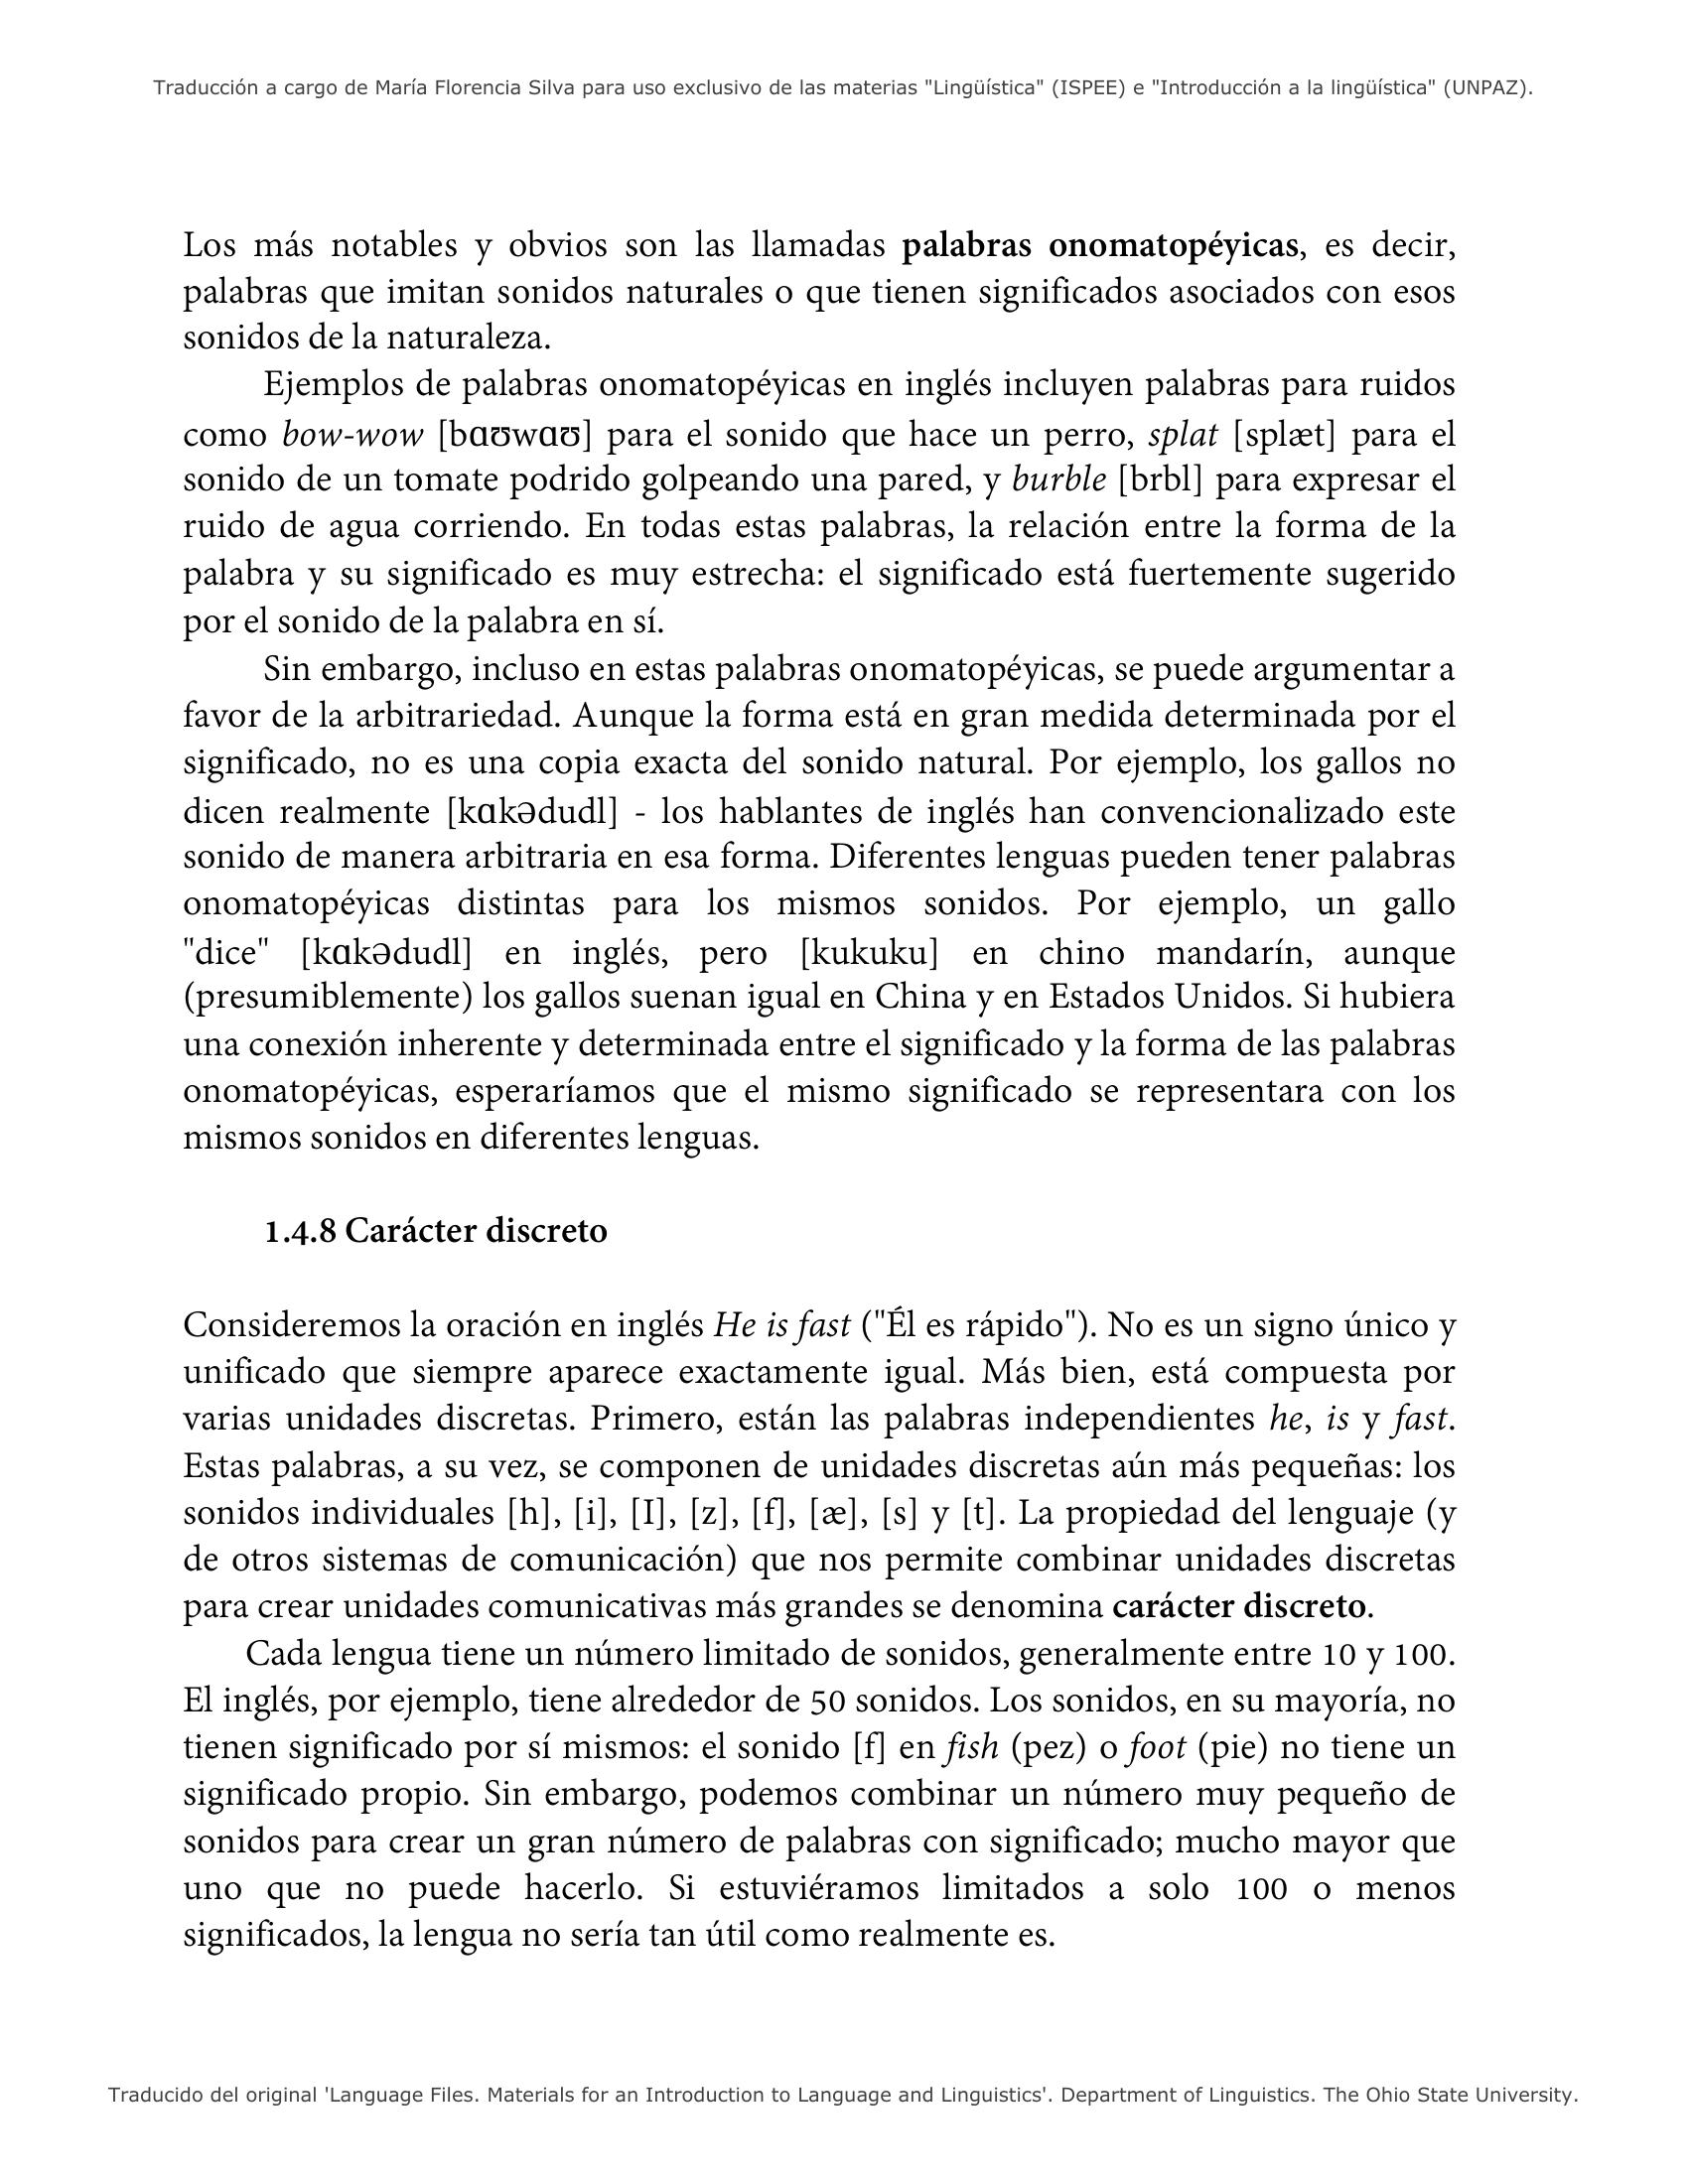 Traducción a cargo de María Florencia Silva para uso exclusivo de las materias "Lingüística" (ISPEE) e "Introducción a la lingüística" (UNPAZ).
Los más notables y obvios son las llamadas palabras onomatopéyicas, es decir,
palabras que imitan sonidos naturales o que tienen significados asociados con esos
sonidos de la naturaleza.
Ejemplos de palabras onomatopéyicas en inglés incluyen palabras para ruidos
como bow-wow [bɑʊwɑʊ] para el sonido que hace un perro, splat [splæt] para el
sonido de un tomate podrido golpeando una pared, y burble [brbl] para expresar el
ruido de agua corriendo. En todas estas palabras, la relación entre la forma de la
palabra y su significado es muy estrecha: el significado está fuertemente sugerido
por el sonido de la palabra en sí.
Sin embargo, incluso en estas palabras onomatopéyicas, se puede argumentar a
favor de la arbitrariedad. Aunque la forma está en gran medida determinada por el
significado, no es una copia exacta del sonido natural. Por ejemplo, los gallos no
dicen realmente [kɑkədudl] - los hablantes de inglés han convencionalizado este
sonido de manera arbitraria en esa forma. Diferentes lenguas pueden tener palabras
onomatopéyicas distintas para los mismos sonidos. Por ejemplo, un gallo
"dice" [kɑkədudl] en inglés, pero [kukuku] en chino mandarín, aunque
(presumiblemente) los gallos suenan igual en China y en Estados Unidos. Si hubiera
una conexión inherente y determinada entre el significado y la forma de las palabras
onomatopéyicas, esperaríamos que el mismo significado se representara con los
mismos sonidos en diferentes lenguas.
1.4.8 Carácter discreto
Consideremos la oración en inglés He is fast ("Él es rápido"). No es un signo único y
unificado que siempre aparece exactamente igual. Más bien, está compuesta por
varias unidades discretas. Primero, están las palabras independientes he, is y fast.
Estas palabras, a su vez, se componen de unidades discretas aún más pequeñas: los
sonidos individuales [h], [i], [I], [z], [f], [æ], [s] y [t]. La propiedad del lenguaje (y
de otros sistemas de comunicación) que nos permite combinar unidades discretas
para crear unidades comunicativas más grandes se denomina carácter discreto.
Cada lengua tiene un número limitado de sonidos, generalmente entre 10 y 100.
El inglés, por ejemplo, tiene alrededor de 50 sonidos. Los sonidos, en su mayoría, no
tienen significado por sí mismos: el sonido [f] en fish (pez) o foot (pie) no tiene un
significado propio. Sin embargo, podemos combinar un número muy pequeño de
sonidos para crear un gran número de palabras con significado; mucho mayor que
uno que no puede hacerlo. Si estuviéramos limitados a solo 100 o menos
significados, la lengua no sería tan útil como realmente es.
Traducido del original 'Language Files. Materials for an Introduction to Language and Linguistics'. Department of Linguistics. The Ohio State University.